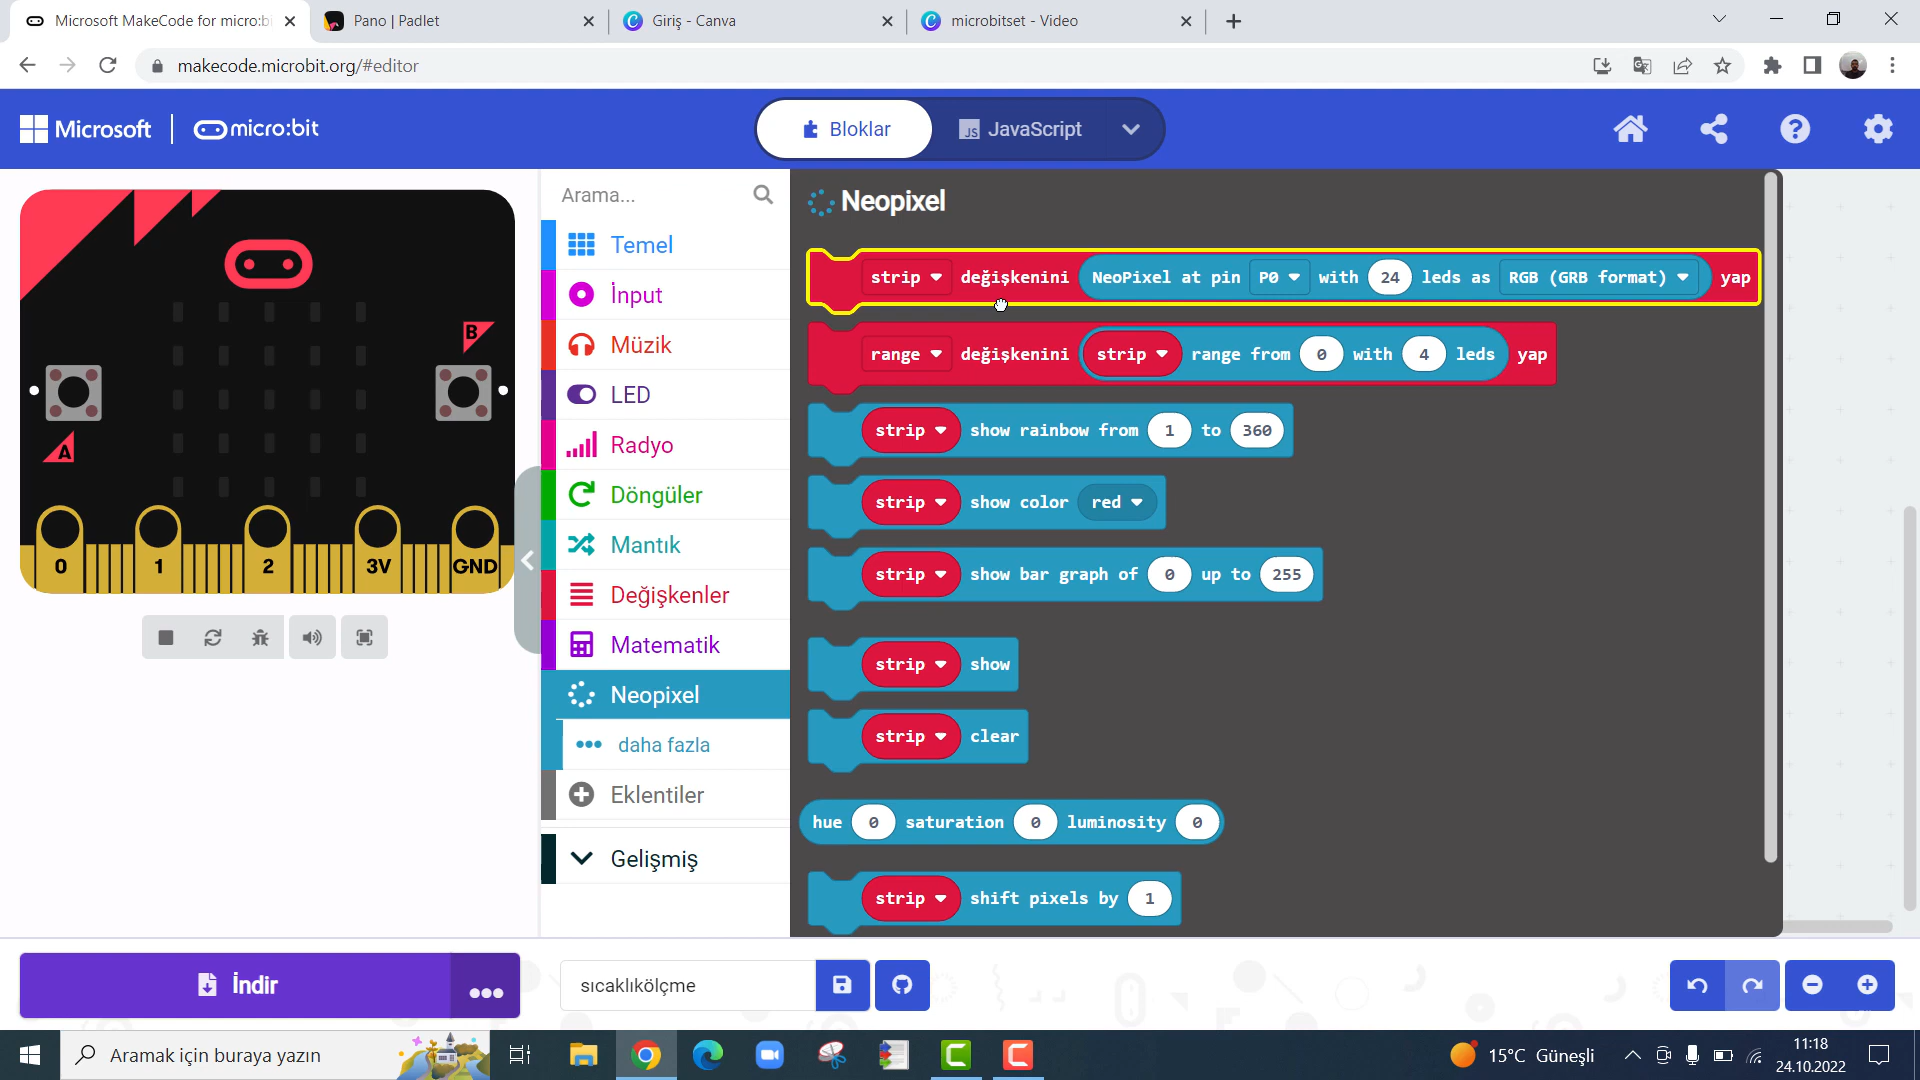 Microsoft MakeCode for micro:bi
Pano | Padlet
Giriş - Canva
microbitset - Video
makecode.microbit.org/#editor
Microsoft
micro:bit
Bloklar
JS JavaScript
B
A
0
1
2
3V
GND
Arama...
Temel
İnput
Müzik
LED
Radyo
Döngüler
Mantık
Değişkenler
Matematik
Neopixel
daha fazla
Eklentiler
Gelişmiş
Neopixel
strip değişkenini NeoPixel at pin P0 with 24 leds as RGB (GRB format) yap
range değişkenini strip range from 0 with 4 leds yap
strip show rainbow from 1 to 360
strip show color red
strip show bar graph of 0 up to 255
strip show
strip clear
hue 0 saturation 0 luminosity 0
strip shift pixels by 1
İndir
sıcaklıkölçme
Aramak için buraya yazın
15°C Güneşli
11:18
24.10.2022